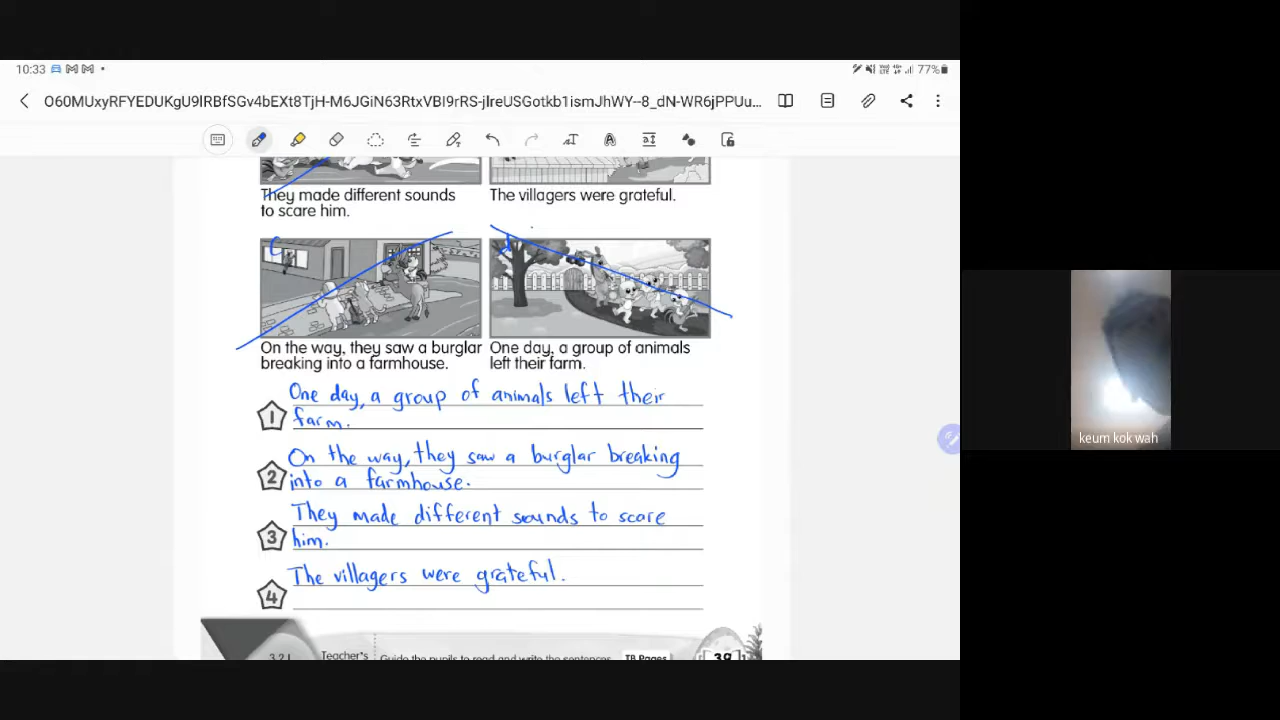 10:33 77%
O60MUxyRFYEDUKgU9lRBfSGv4bEXt8TjH-M6JGiN63RtxVBI9rRS-jlreUSGotkb1ismJhWY--8_dN-WR6jPPUu...
They made different sounds
to scare him.
The villagers were grateful.
C
d
On the way, they saw a burglar
breaking into a farmhouse.
One day, a group of animals
left their farm.
1 One day, a group of animals left their
farm.
2 On the way, they saw a burglar breaking
into a farmhouse.
3 They made different sounds to scare
him.
4 The villagers were grateful.
3.2.1 Teacher's Guide the pupils to read and write the sentences. TB Pages 39
keum kok wah